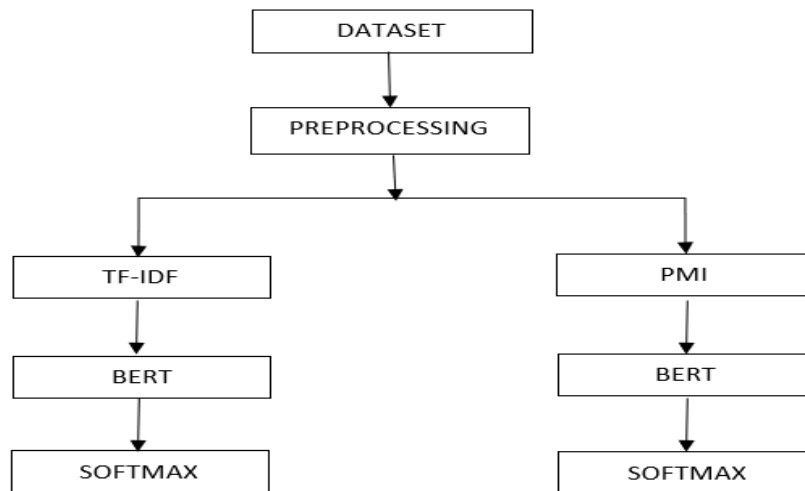 DATASET
PREPROCESSING
TF-IDF
PMI
BERT
BERT
SOFTMAX
SOFTMAX